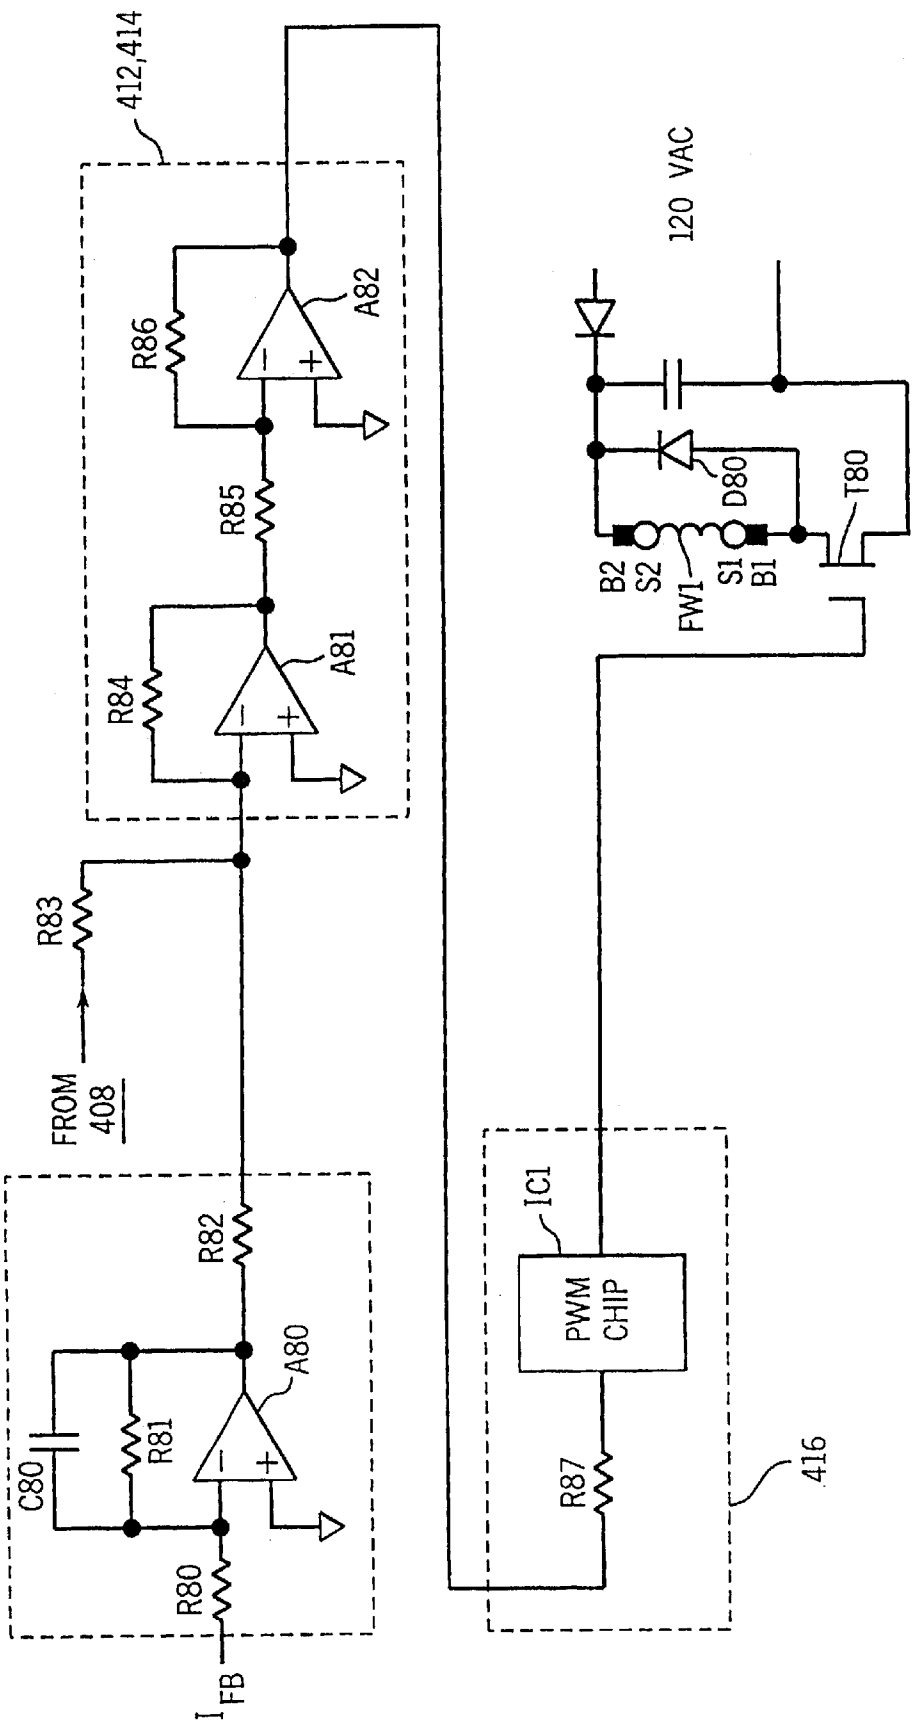 I FB
R80
C80
R81
A80
R82
FROM
408
R83
R84
A81
R85
R86
A82
412,414
R87
PWM
CHIP
IC1
416
B2
S2
FW1
S1
B1
D80
T80
120 VAC